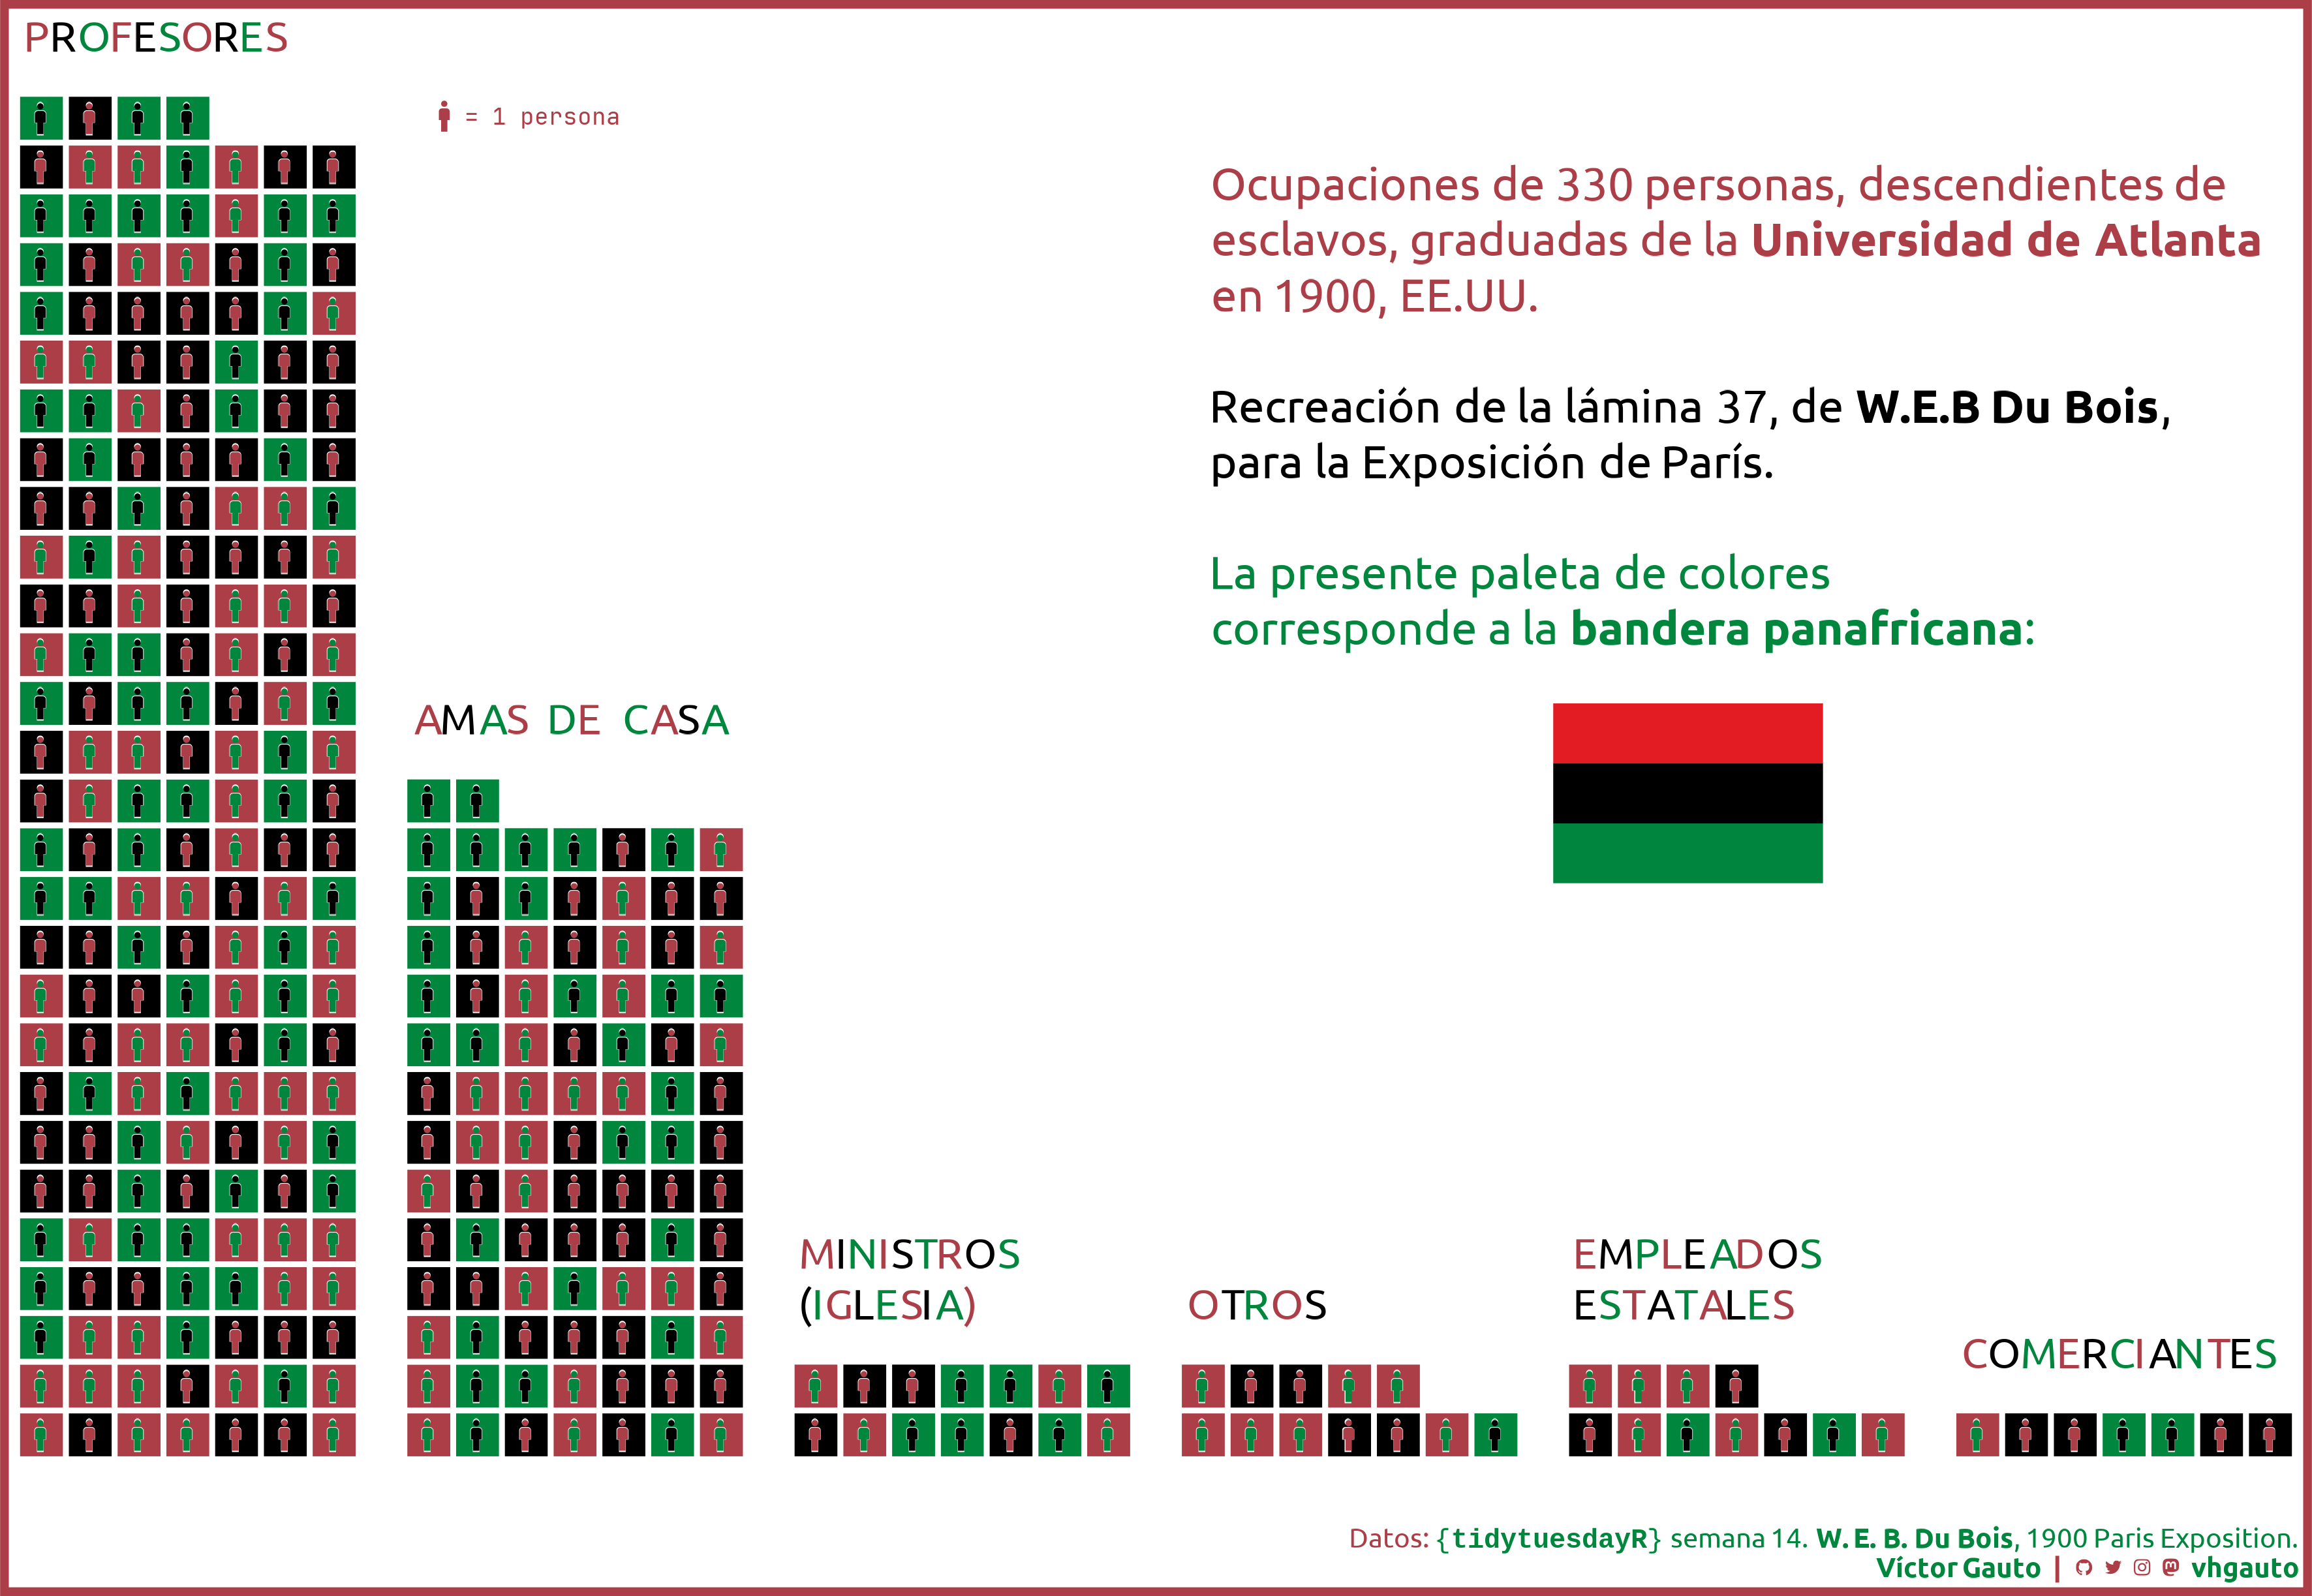 PROFESORES
= 1 persona
Ocupaciones de 330 personas, descendientes de
esclavos, graduadas de la Universidad de Atlanta
en 1900, EE.UU.
Recreación de la lámina 37, de W.E.B Du Bois,
para la Exposición de París.
La presente paleta de colores
corresponde a la bandera panafricana:
AMAS DE CASA
MINISTROS
(IGLESIA)
OTROS
EMPLEADOS
ESTATALES
COMERCIANTES
Datos: {tidytuesdayR} semana 14. W. E. B. Du Bois, 1900 Paris Exposition.
Víctor Gauto | vhgauto